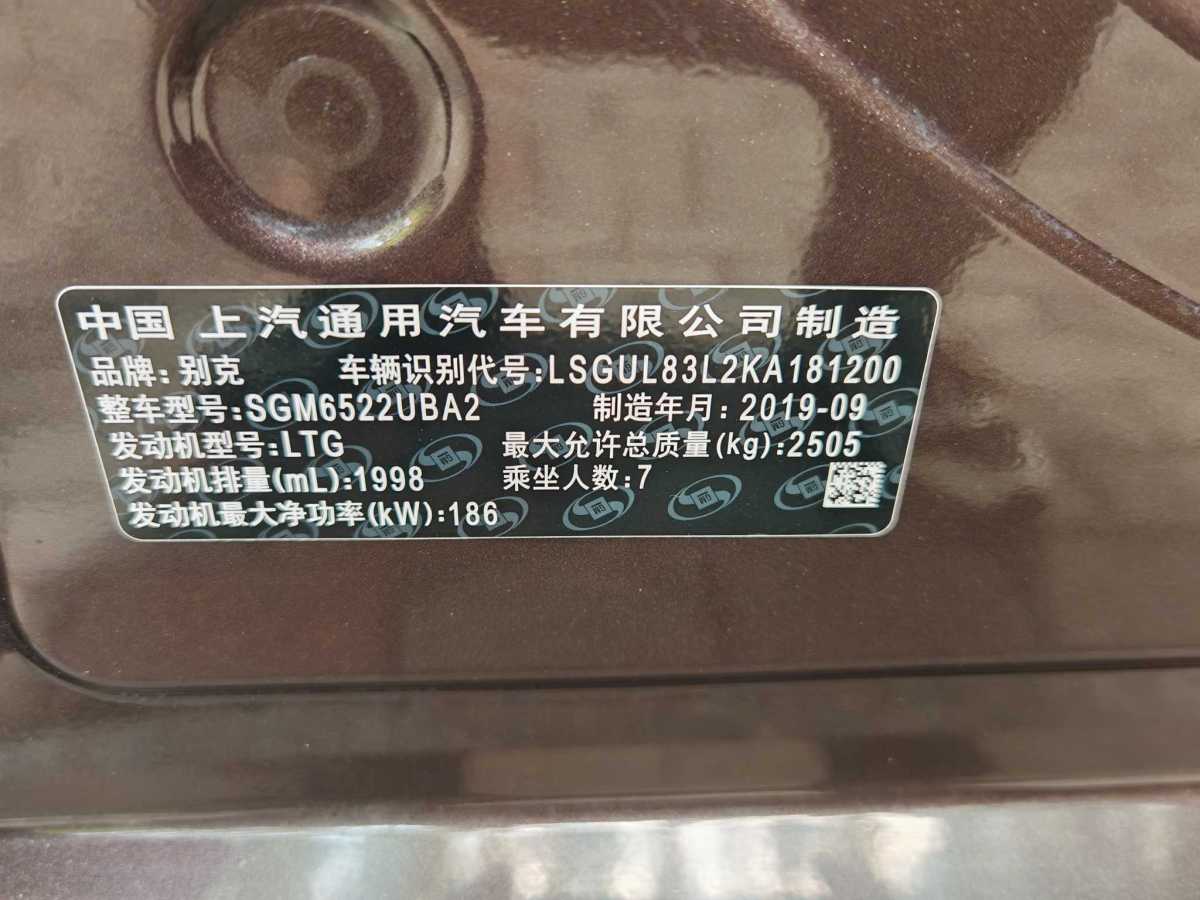 中国 上汽通用汽车有限公司制造
品牌:别克 车辆识别代号:LSGUL83L2KA181200
整车型号:SGM6522UBA2 制造年月:2019-09
发动机型号:LTG 最大允许总质量(kg):2505
发动机排量(mL):1998 乘坐人数:7
发动机最大净功率(kW):186